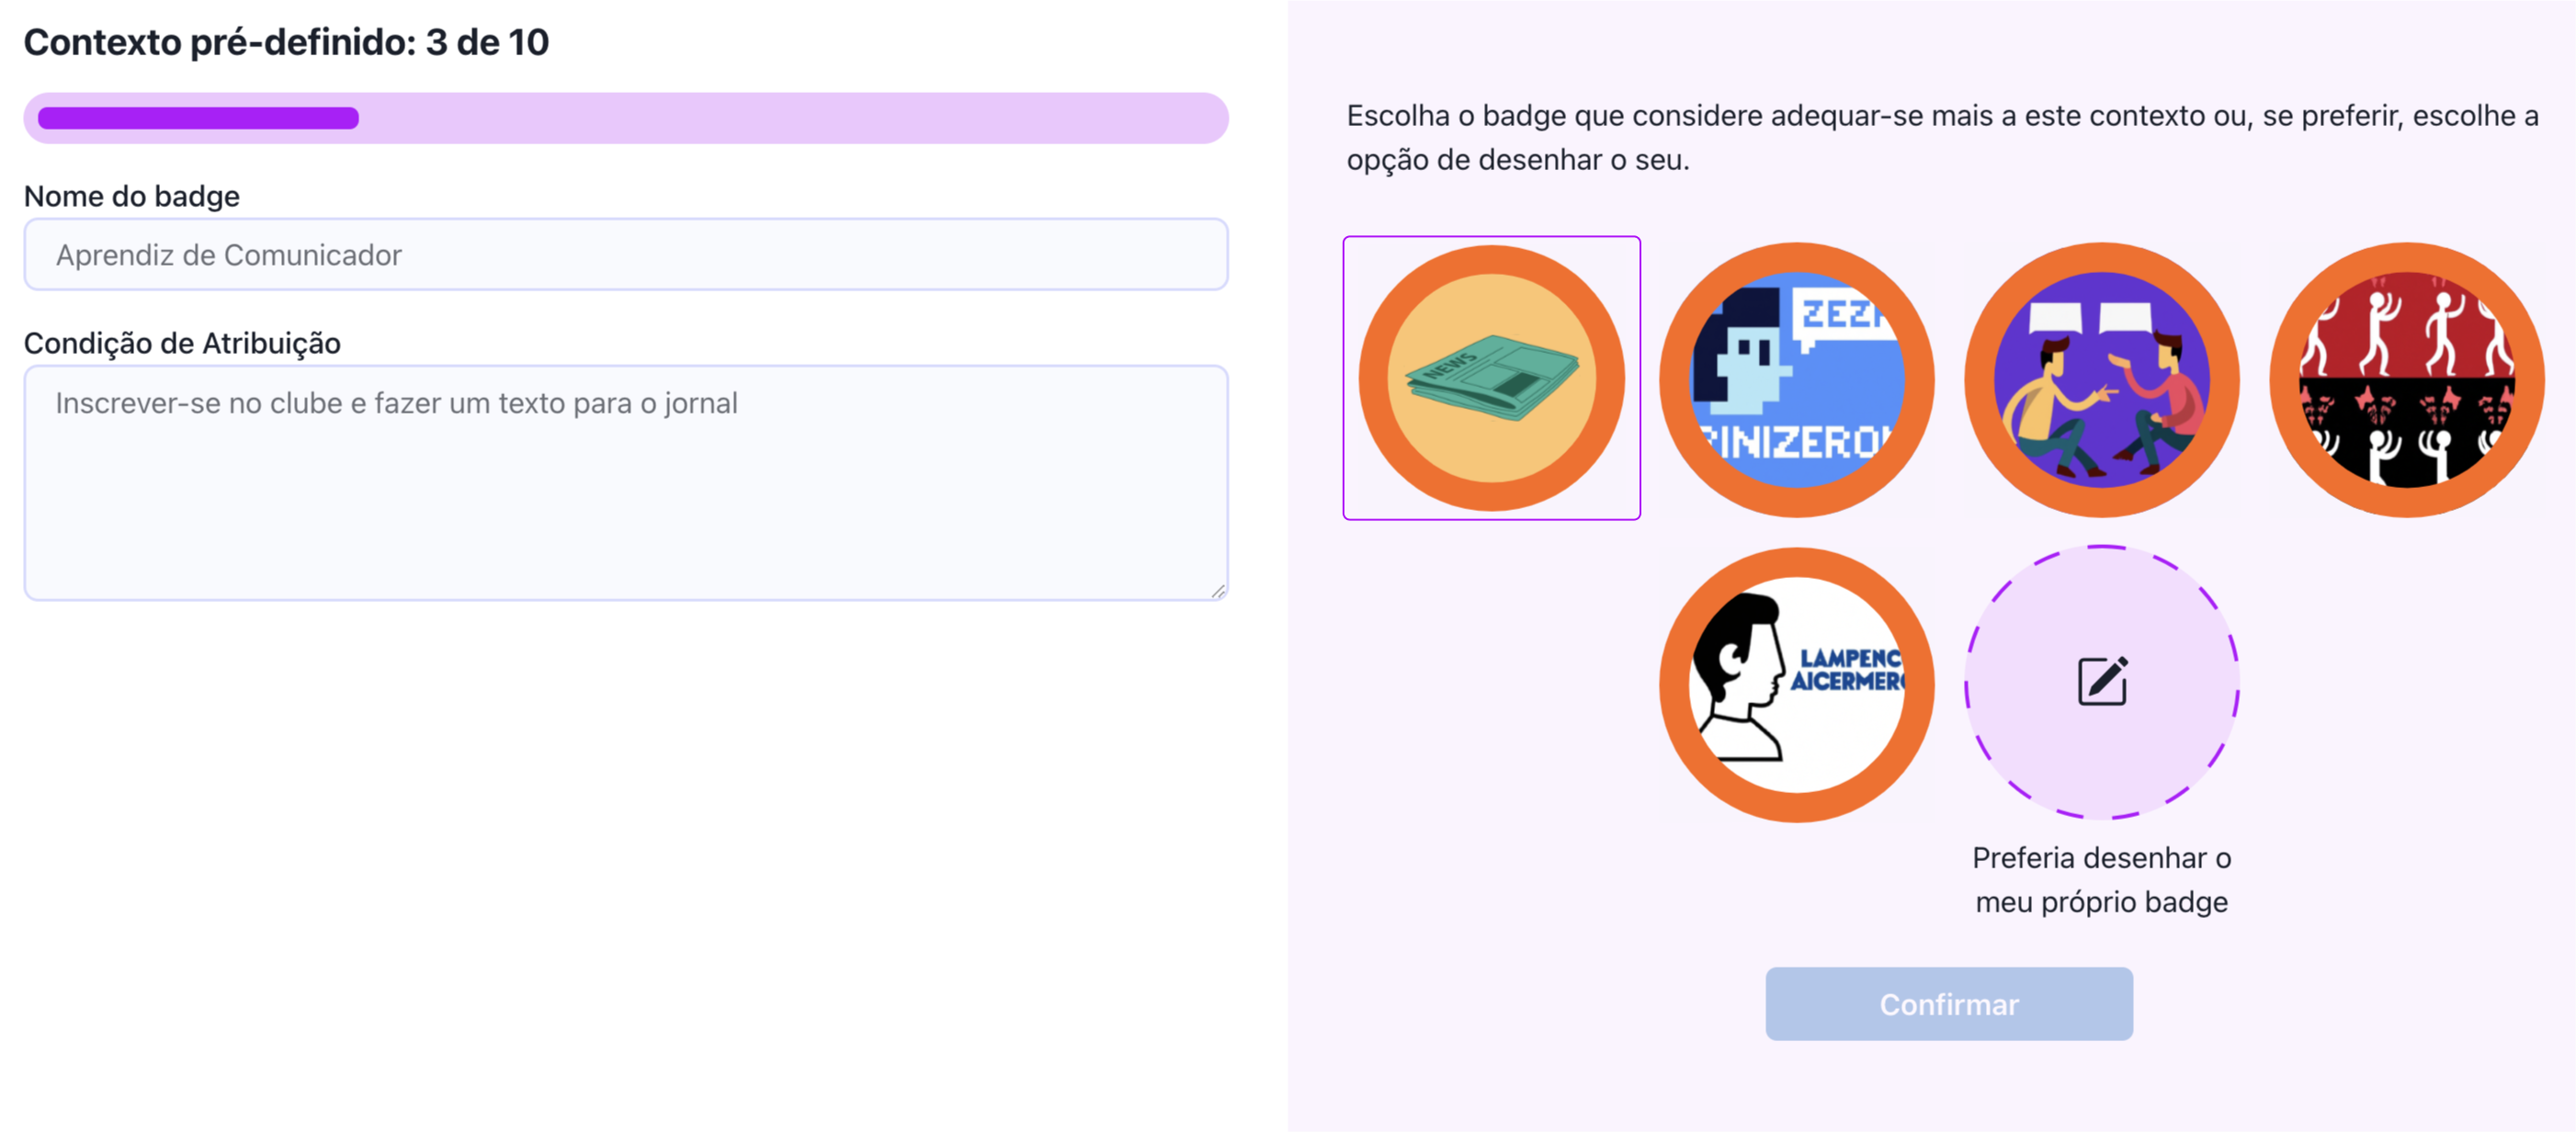 Contexto pré-definido: 3 de 10
Nome do badge
Aprendiz de Comunicador
Condição de Atribuição
Inscrever-se no clube e fazer um texto para o jornal
Escolha o badge que considere adequar-se mais a este contexto ou, se preferir, escolhe a
opção de desenhar o seu.
NEWS
LAMPENC
AICERMER
Preferia desenhar o
meu próprio badge
Confirmar